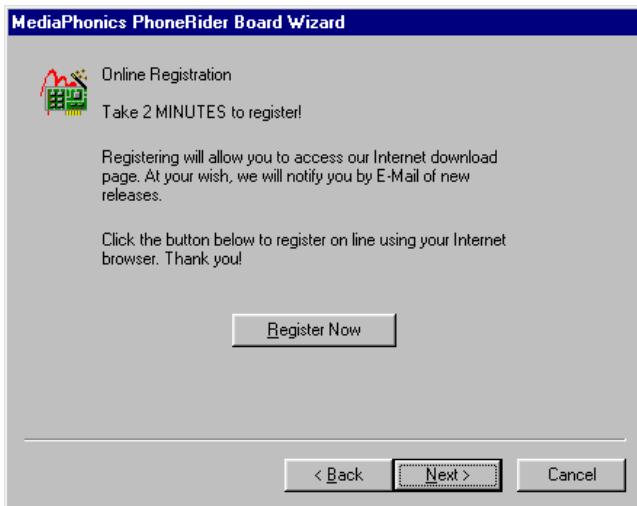 MediaPhonics PhoneRider Board Wizard
Online Registration
Take 2 MINUTES to register!
Registering will allow you to access our Internet download
page. At your wish, we will notify you by E-Mail of new
releases.
Click the button below to register on line using your Internet
browser. Thank you!
Register Now
< Back Next > Cancel